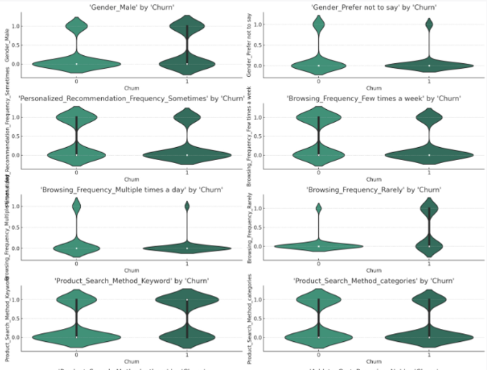 'Gender_Male' by 'Churn'
Gender_Male
1.0
0.5
0.0
0
1
Churn
'Gender_Prefer not to say' by 'Churn'
Gender_Prefer not to say
1.0
0.5
0.0
0
1
Churn
'Personalized_Recommendation_Frequency_Sometimes' by 'Churn'
Recommendation_Frequency_Sometimes
1.0
0.5
0.0
0
1
Churn
'Browsing_Frequency_Few times a week' by 'Churn'
Browsing_Frequency_Few times a week
1.0
0.5
0.0
0
1
Churn
'Browsing_Frequency_Multiple times a day' by 'Churn'
1.0
0.5
0.0
0
1
Churn
'Browsing_Frequency_Rarely' by 'Churn'
Browsing_Frequency_Rarely
1.0
0.5
0.0
0
1
Churn
'Product_Search_Method_Keyword' by 'Churn'
Product_Search_Method_Keyword
1.0
0.5
0.0
0
1
Churn
'Product_Search_Method_categories' by 'Churn'
Product_Search_Method_categories
1.0
0.5
0.0
0
1
Churn